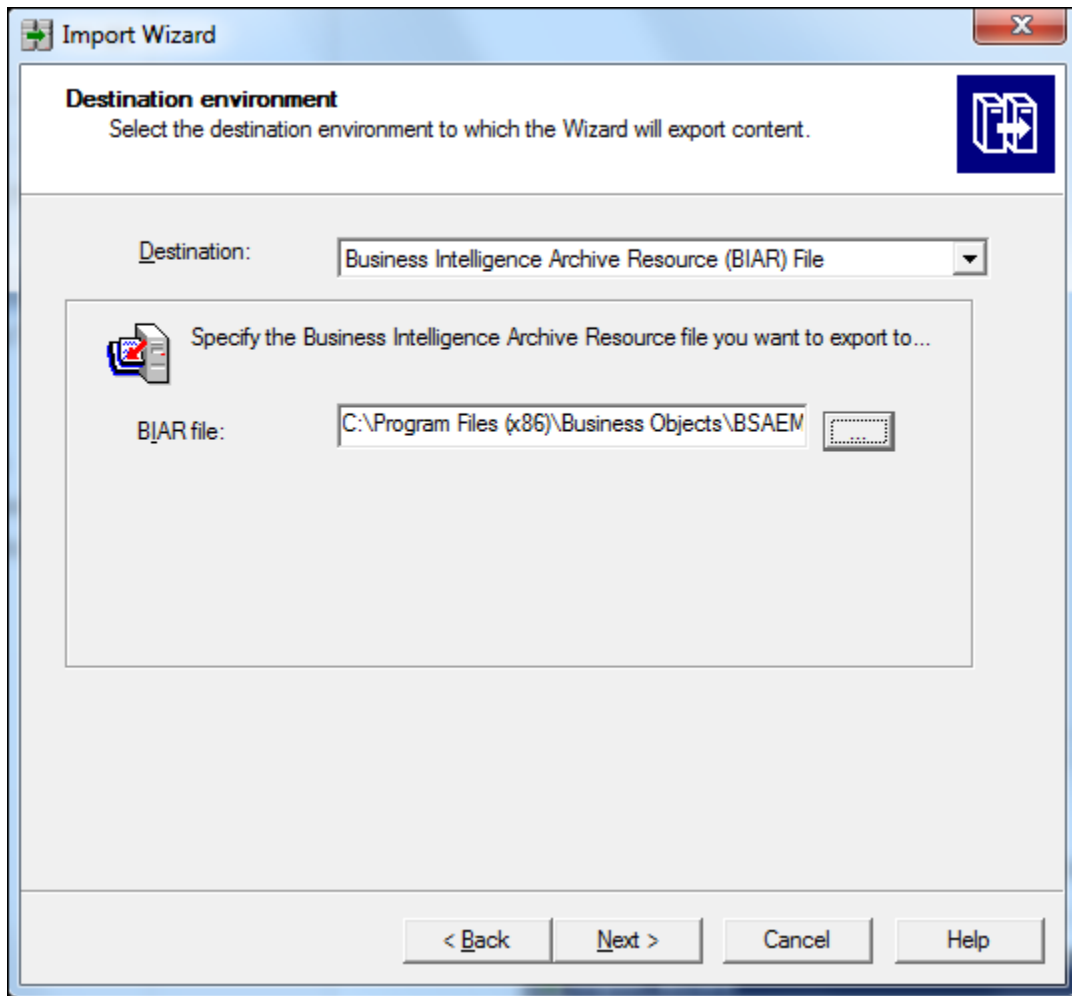 Import Wizard
Destination environment
Select the destination environment to which the Wizard will export content.
Destination: Business Intelligence Archive Resource (BIAR) File
Specify the Business Intelligence Archive Resource file you want to export to...
BIAR file: C:\Program Files (x86)\Business Objects\BSAEM ...
< Back Next > Cancel Help